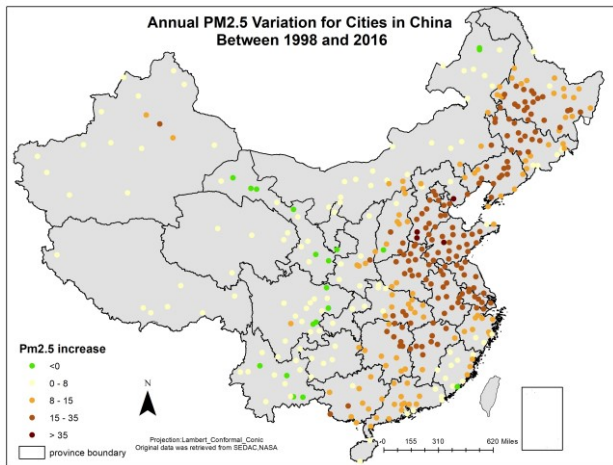 Annual PM2.5 Variation for Cities in China
Between 1998 and 2016
Pm2.5 increase
<0
0 - 8
8 - 15
15 - 35
> 35
province boundary
N
Projection:Lambert_Conformal_Conic
Original data was retrieved from SEDAC,NASA
0 155 310 620 Miles